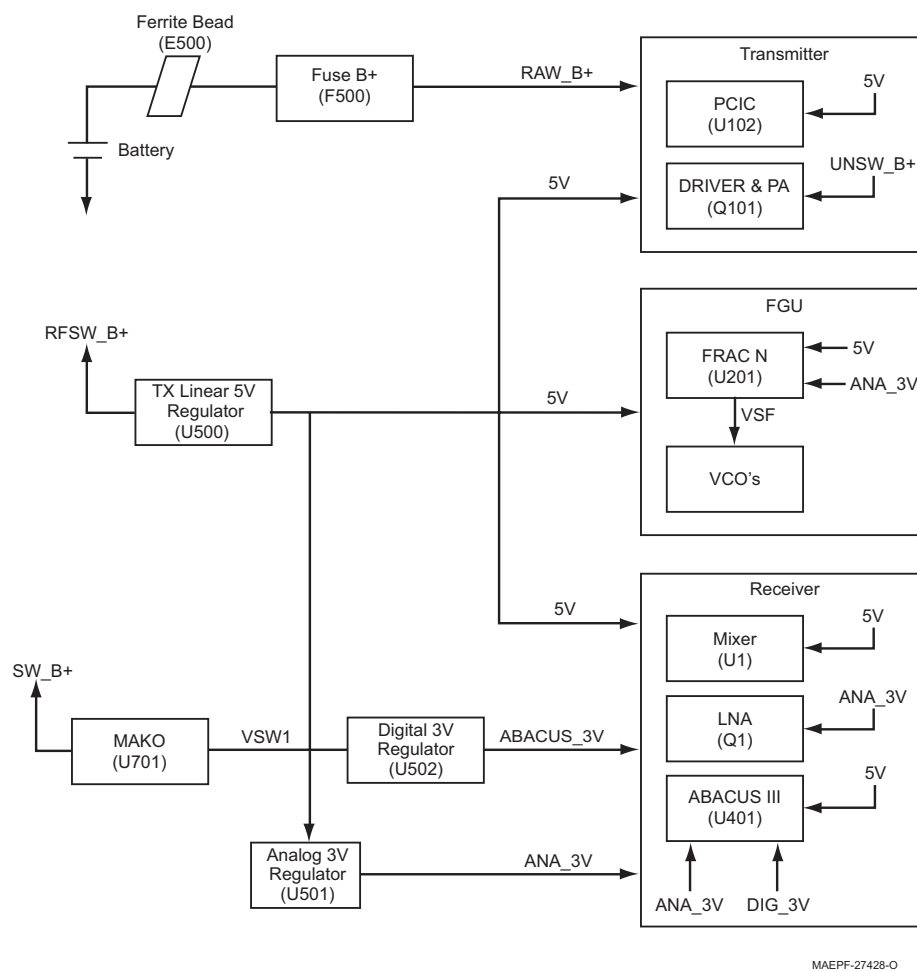 Ferrite Bead
(E500)
Fuse B+
(F500)
RAW_B+
Battery
Transmitter
PCIC
(U102)
5V
DRIVER & PA
(Q101)
UNSW_B+
5V
RFSW_B+
TX Linear 5V
Regulator
(U500)
5V
FGU
FRAC N
(U201)
5V
ANA_3V
VSF
VCO's
5V
Receiver
Mixer
(U1)
5V
LNA
(Q1)
ANA_3V
ABACUS III
(U401)
5V
ANA_3V
DIG_3V
SW_B+
MAKO
(U701)
VSW1
Digital 3V
Regulator
(U502)
ABACUS_3V
Analog 3V
Regulator
(U501)
ANA_3V
MAEPF-27428-O